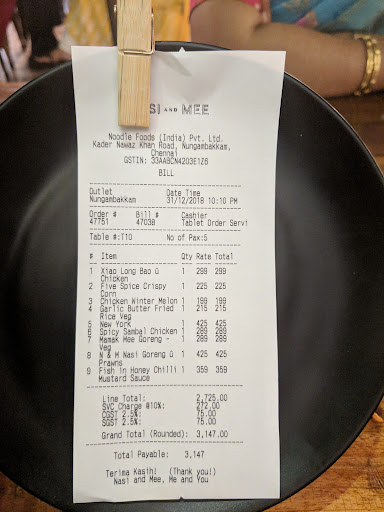 SI AND MEE
Noodle Foods (India) Pvt. Ltd.
Kader Nawaz Khan Road, Nungambakkam,
Chennai
GSTIN: 33AABCN4203E1Z6
BILL
Outlet Date Time
Nungambakkam 31/12/2018 10:10 PM
Order # Bill # Cashier
47751 47038 Tablet Order Servi
Table #:T10 No of Pax:5
# Item Qty Rate Total
1 Xiao Long Bao Û 1 299 299
Chicken
2 Five Spice Crispy 1 225 225
Corn
3 Chicken Winter Melon 1 199 199
4 Garlic Butter Fried 1 215 215
Rice Veg
5 New York 1 425 425
6 Spicy Sambal Chicken 1 289 289
7 Mamak Mee Goreng - 1 289 289
Veg
8 N & M Nasi Goreng Û 1 425 425
Prawns
9 Fish in Honey Chilli 1 359 359
Mustard Sauce
Line Total: 2,725.00
SVC Charge @10%: 272.00
CGST 2.5%: 75.00
SGST 2.5%: 75.00
Grand Total (Rounded): 3,147.00
Total Payable: 3,147
Terima Kasih! (Thank you!)
Nasi and Mee, Me and You